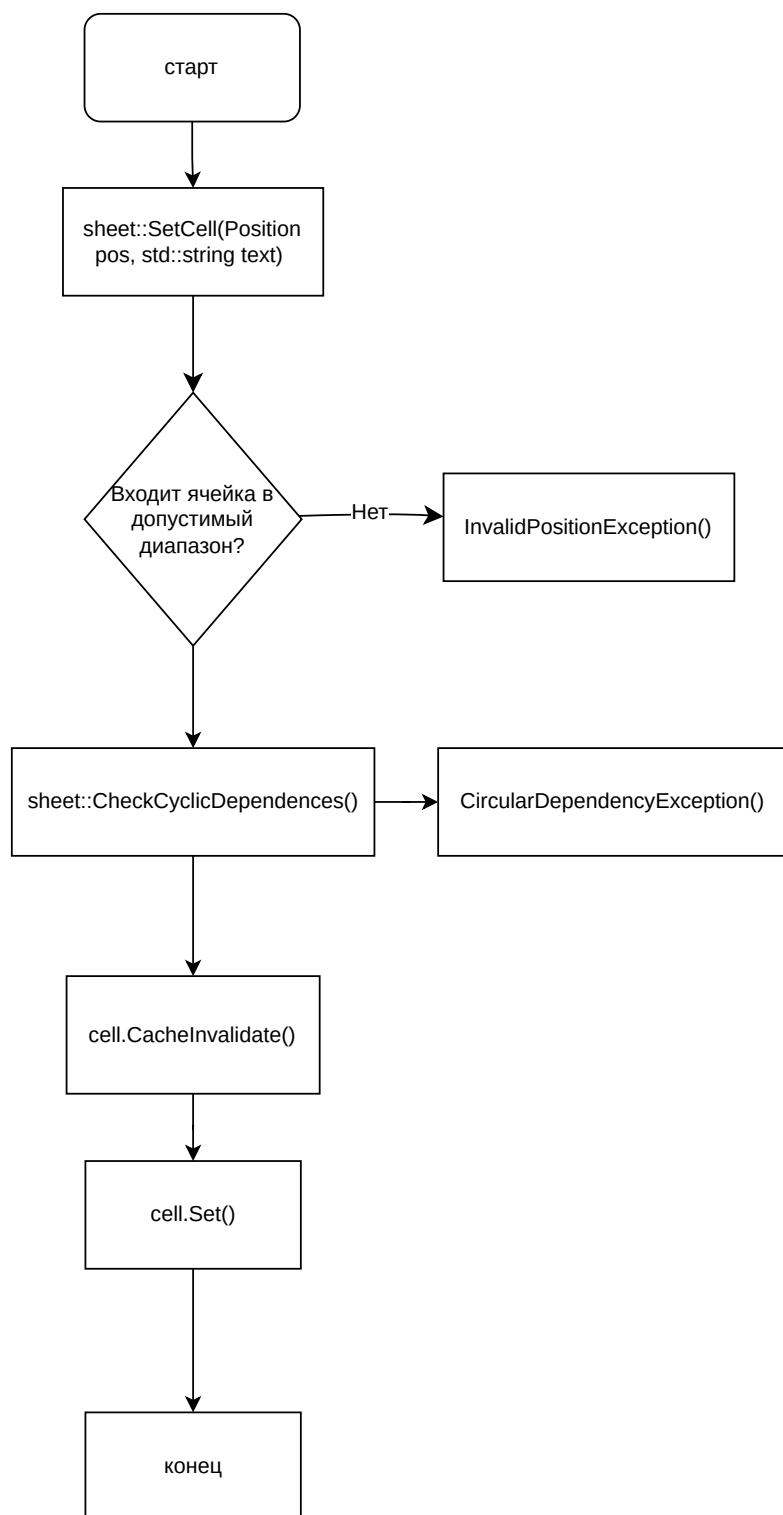 старт
sheet::SetCell(Position
pos, std::string text)
Входит ячейка в
допустимый
диапазон?
Нет
InvalidPositionException()
sheet::CheckCyclicDependences()
CircularDependencyException()
cell.CacheInvalidate()
cell.Set()
конец